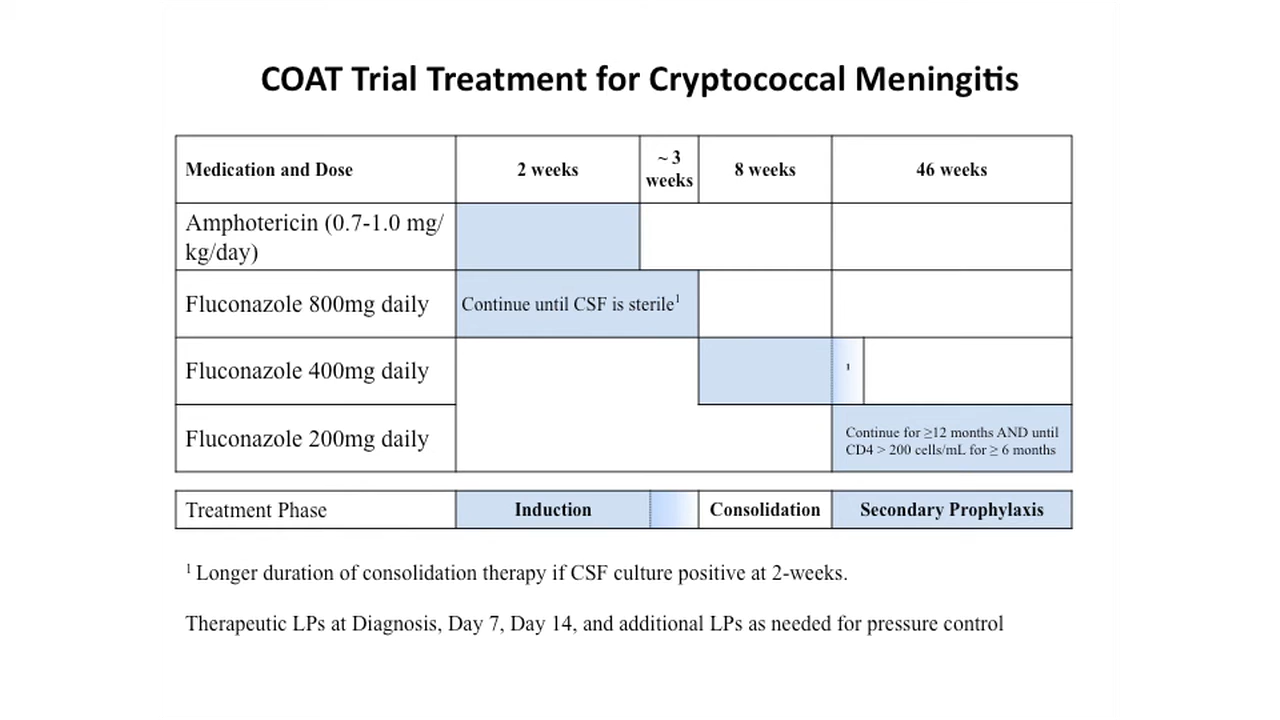 COAT Trial Treatment for Cryptococcal Meningitis
Medication and Dose
2 weeks
~ 3
weeks
8 weeks
46 weeks
Amphotericin (0.7-1.0 mg/
kg/day)
Fluconazole 800mg daily
Continue until CSF is sterile¹
Fluconazole 400mg daily
¹
Fluconazole 200mg daily
Continue for ≥12 months AND until
CD4 > 200 cells/mL for ≥ 6 months
Treatment Phase
Induction
Consolidation
Secondary Prophylaxis
¹ Longer duration of consolidation therapy if CSF culture positive at 2-weeks.
Therapeutic LPs at Diagnosis, Day 7, Day 14, and additional LPs as needed for pressure control